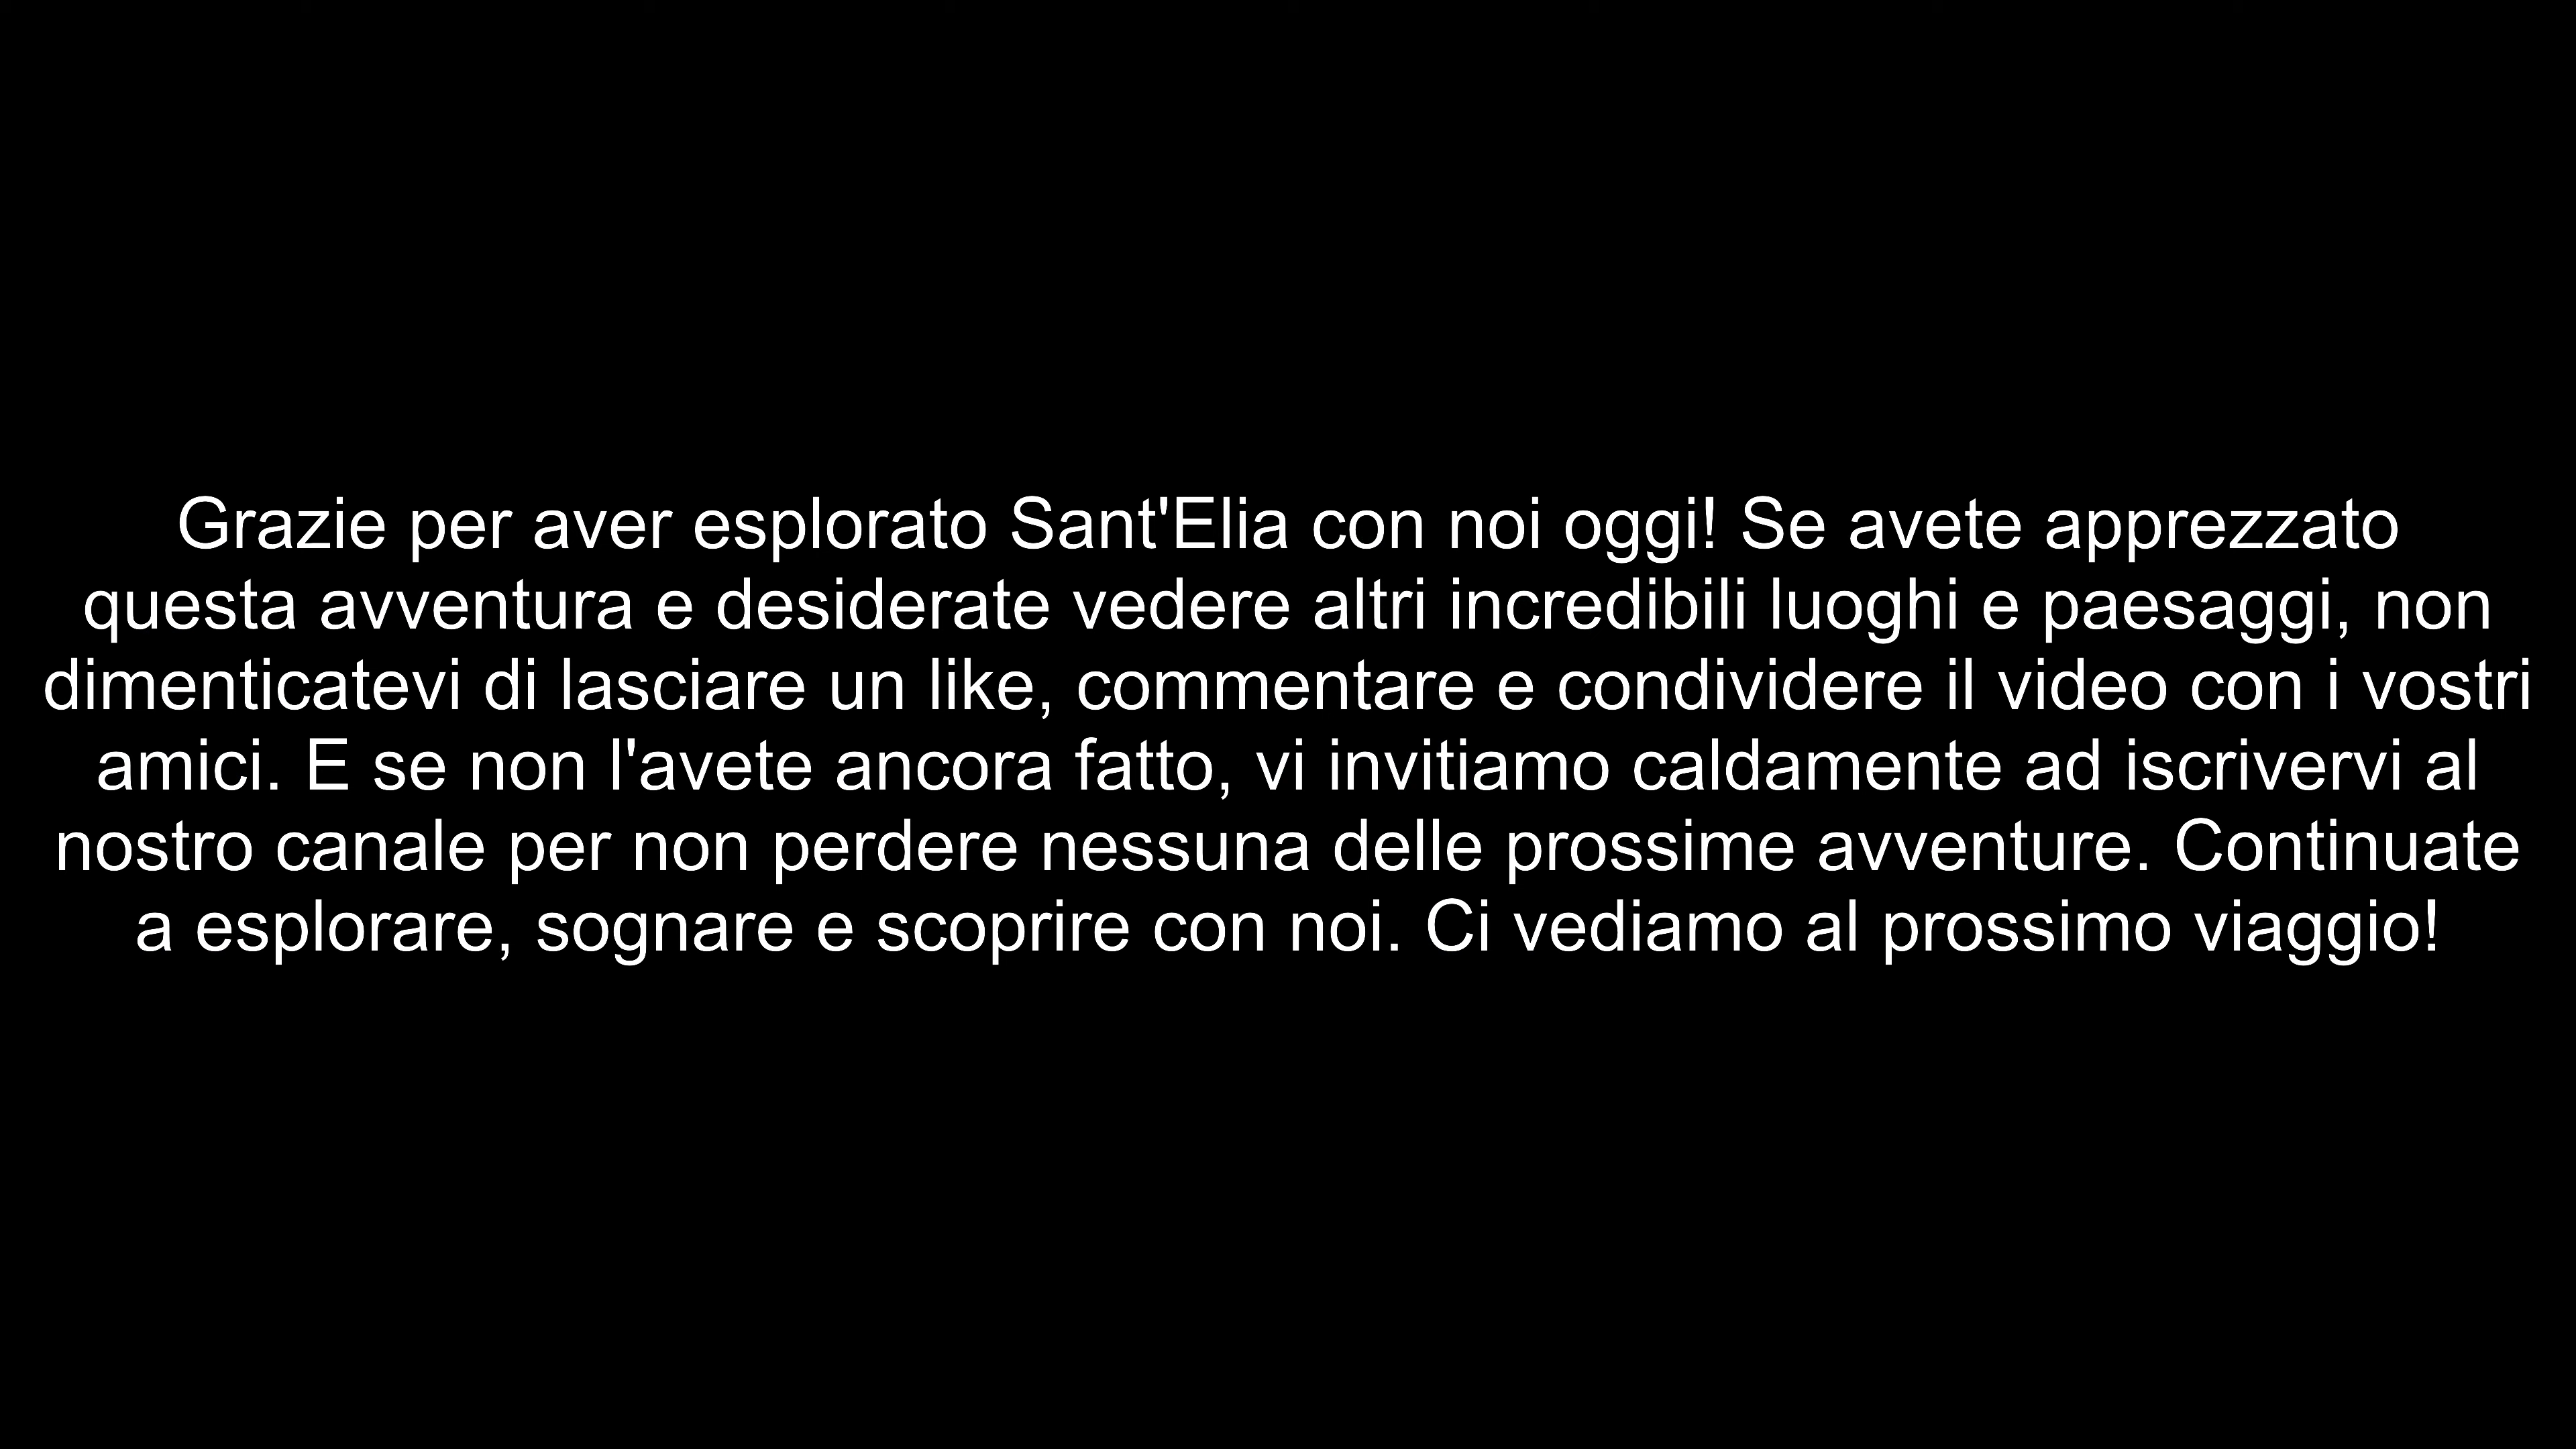 Grazie per aver esplorato Sant'Elia con noi oggi! Se avete apprezzato
questa avventura e desiderate vedere altri incredibili luoghi e paesaggi, non
dimenticatevi di lasciare un like, commentare e condividere il video con i vostri
amici. E se non l'avete ancora fatto, vi invitiamo caldamente ad iscrivervi al
nostro canale per non perdere nessuna delle prossime avventure. Continuate
a esplorare, sognare e scoprire con noi. Ci vediamo al prossimo viaggio!